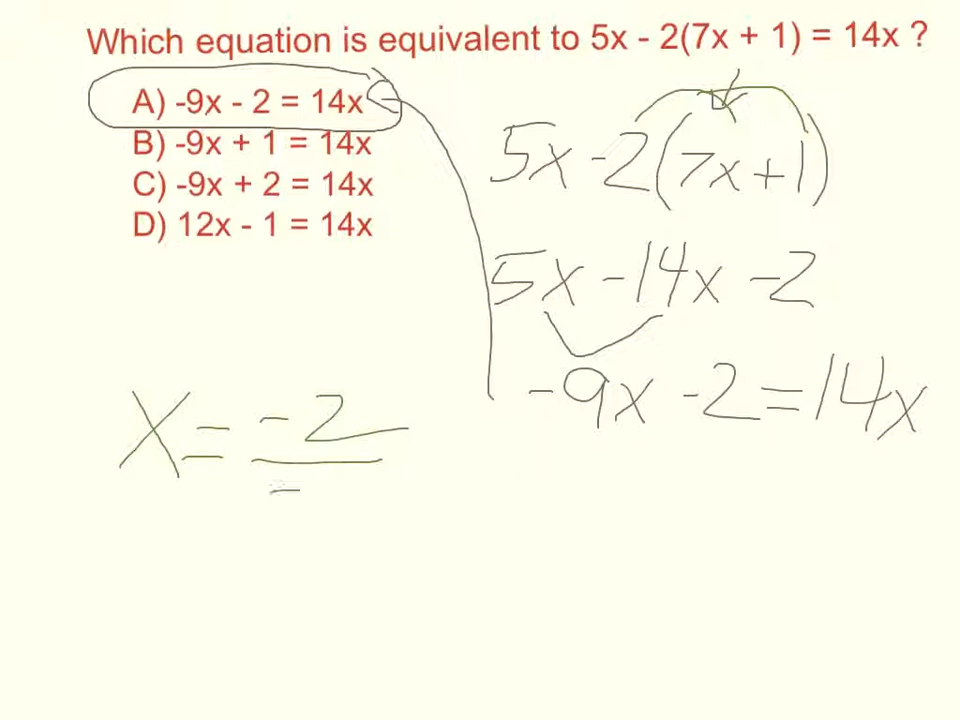 Which equation is equivalent to 5x - 2(7x + 1) = 14x ?
A) -9x - 2 = 14x
B) -9x + 1 = 14x
C) -9x + 2 = 14x
D) 12x - 1 = 14x
5x -2(7x+1)
5x -14x -2
-9x -2=14x
X= -2